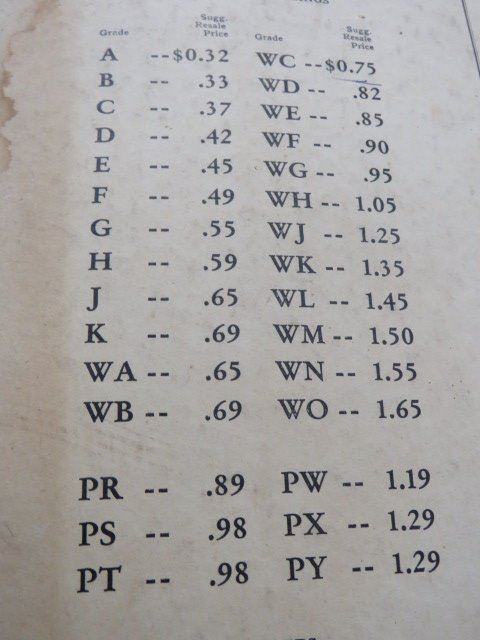 Sugg. Sugg.
Grade Resale Grade Resale
Price Price
A --$0.32 WC --$0.75
B -- .33 WD -- .82
C -- .37 WE -- .85
D -- .42 WF -- .90
E -- .45 WG -- .95
F -- .49 WH -- 1.05
G -- .55 WJ -- 1.25
H -- .59 WK -- 1.35
J -- .65 WL -- 1.45
K -- .69 WM -- 1.50
WA -- .65 WN -- 1.55
WB -- .69 WO -- 1.65
PR -- .89 PW -- 1.19
PS -- .98 PX -- 1.29
PT -- .98 PY -- 1.29